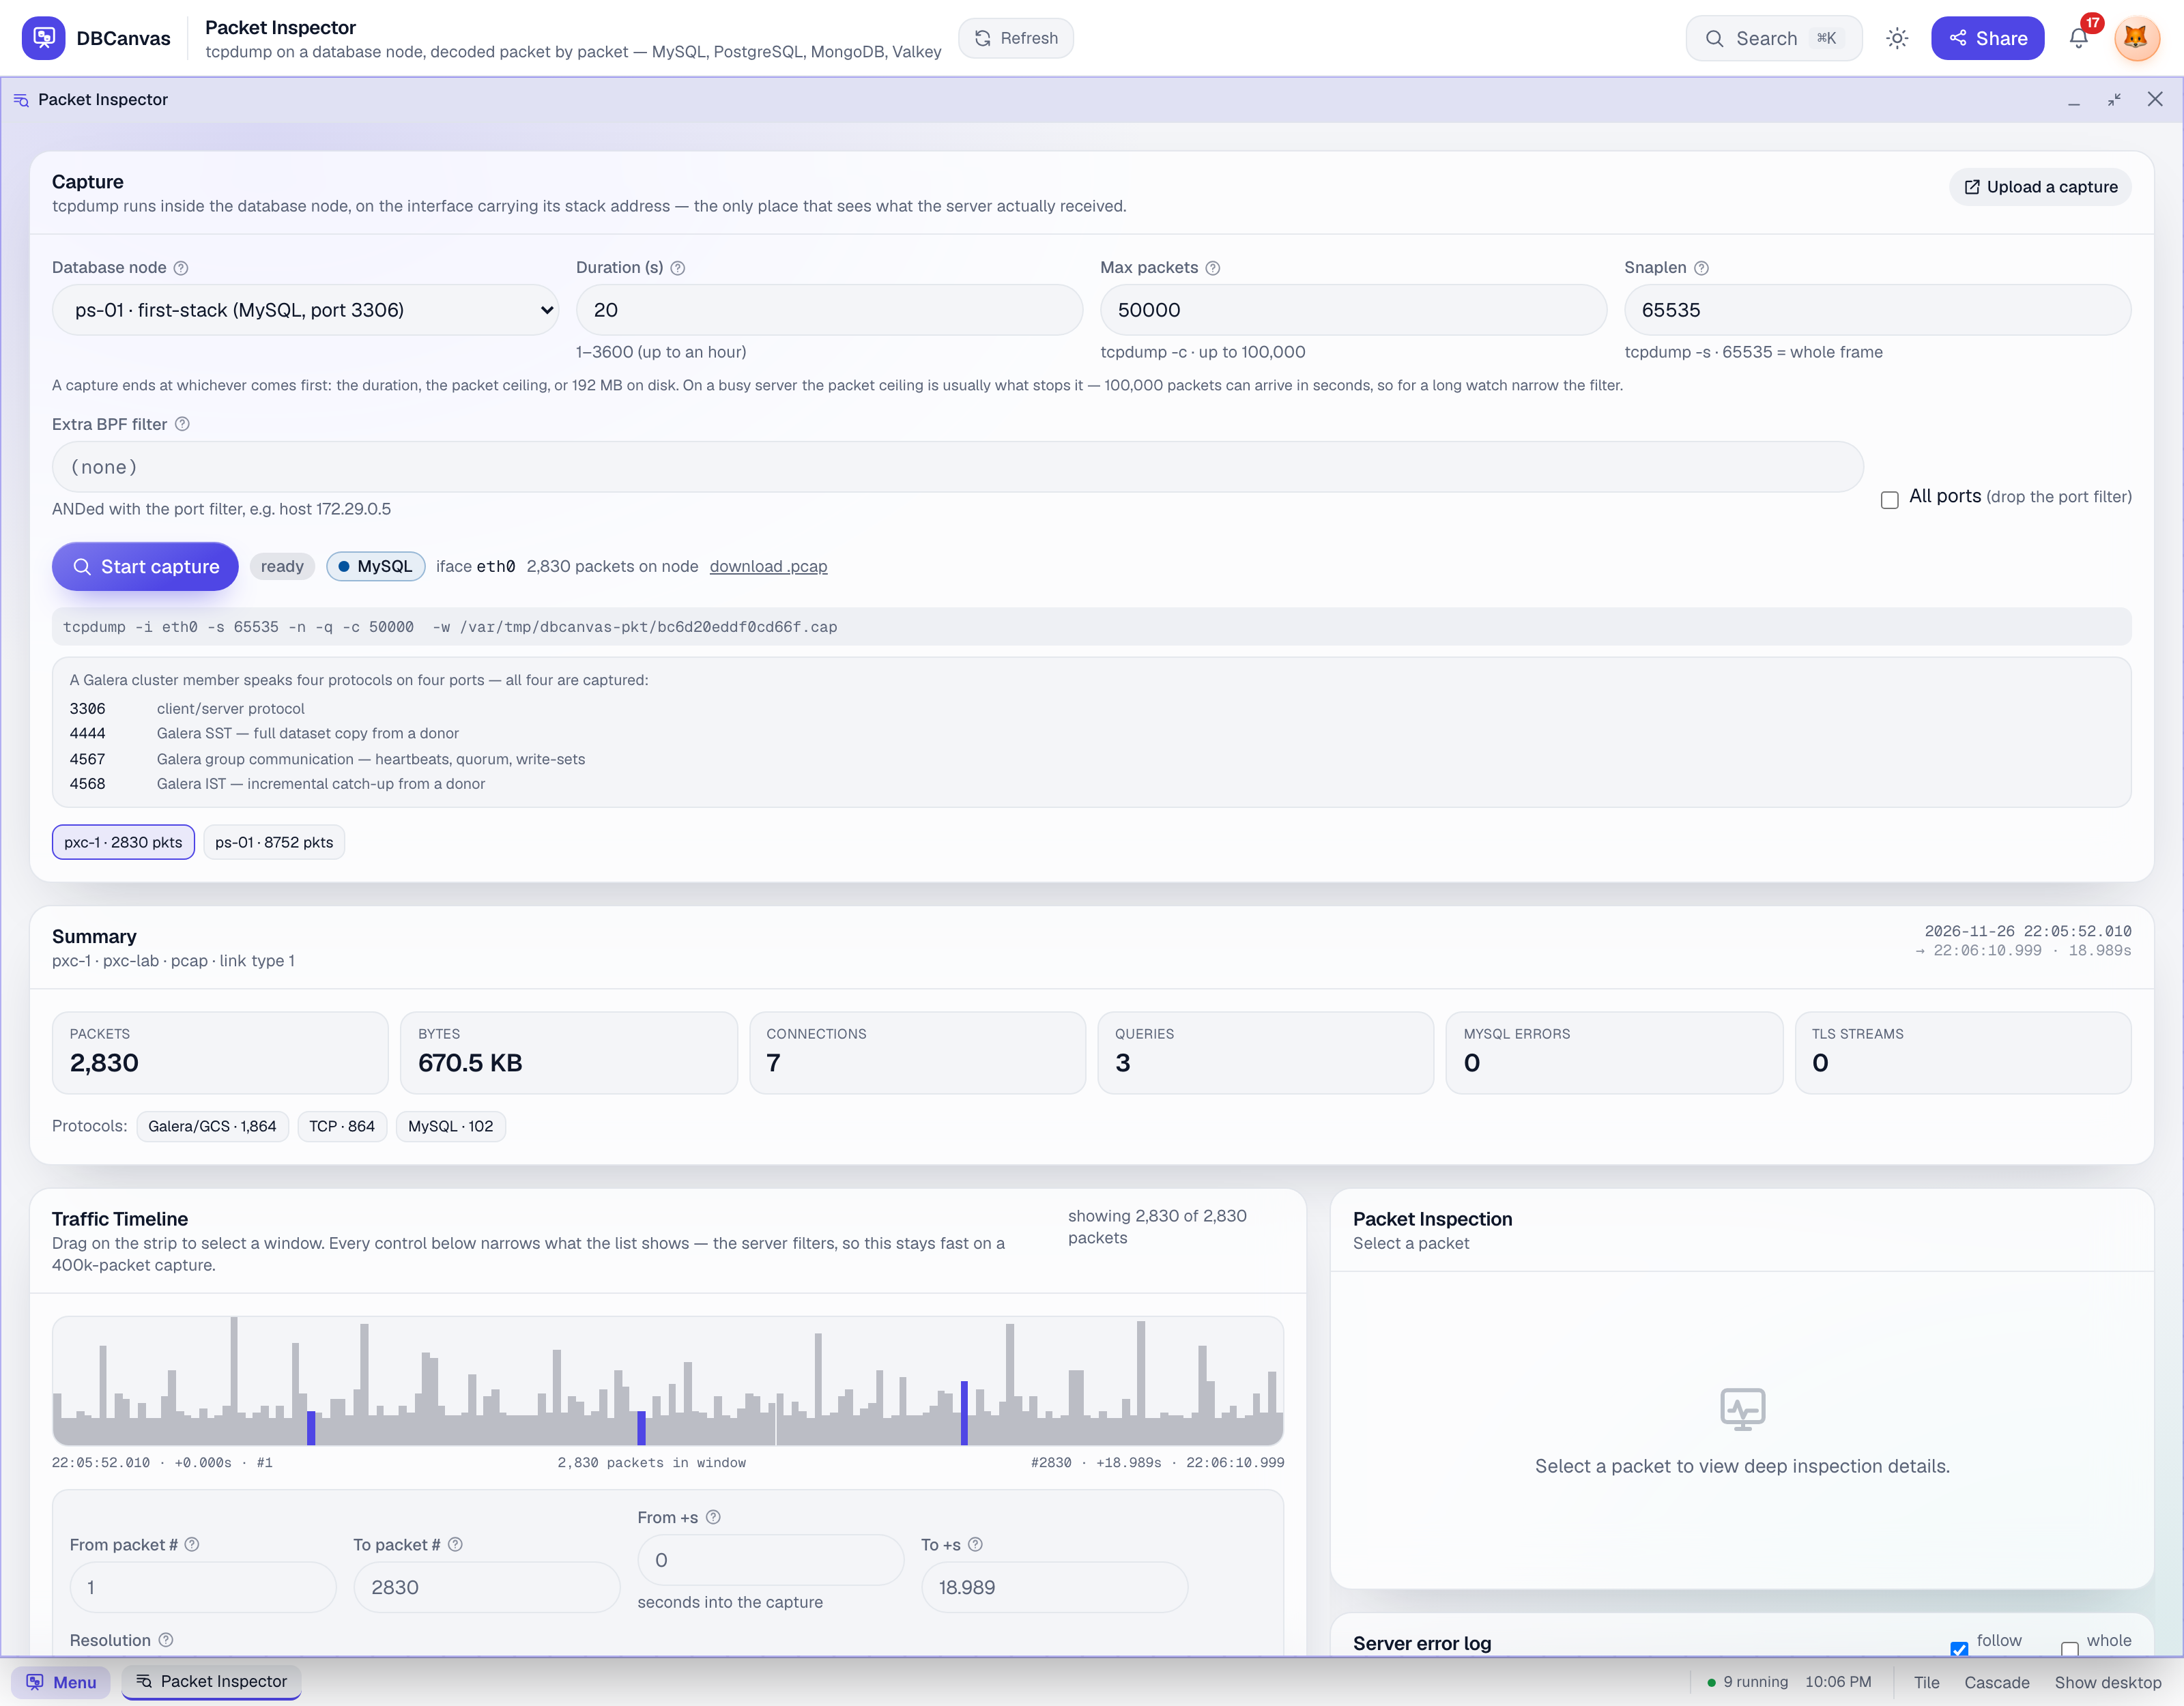 DBCanvas
Packet Inspector
tcpdump on a database node, decoded packet by packet — MySQL, PostgreSQL, MongoDB, Valkey
Refresh
Search ⌘K
Share
17
Packet Inspector
Capture
tcpdump runs inside the database node, on the interface carrying its stack address — the only place that sees what the server actually received.
Upload a capture
Database node
Duration (s)
Max packets
Snaplen
ps-01 · first-stack (MySQL, port 3306)
20
50000
65535
1–3600 (up to an hour)
tcpdump -c · up to 100,000
tcpdump -s · 65535 = whole frame
A capture ends at whichever comes first: the duration, the packet ceiling, or 192 MB on disk. On a busy server the packet ceiling is usually what stops it — 100,000 packets can arrive in seconds, so for a long watch narrow the filter.
Extra BPF filter
(none)
All ports (drop the port filter)
ANDed with the port filter, e.g. host 172.29.0.5
Start capture
ready
MySQL
iface eth0 2,830 packets on node download .pcap
tcpdump -i eth0 -s 65535 -n -q -c 50000  -w /var/tmp/dbcanvas-pkt/bc6d20eddf0cd66f.cap
A Galera cluster member speaks four protocols on four ports — all four are captured:
3306 client/server protocol
4444 Galera SST — full dataset copy from a donor
4567 Galera group communication — heartbeats, quorum, write-sets
4568 Galera IST — incremental catch-up from a donor
pxc-1 · 2830 pkts
ps-01 · 8752 pkts
Summary
pxc-1 · pxc-lab · pcap · link type 1
2026-11-26 22:05:52.010
→ 22:06:10.999 · 18.989s
PACKETS
2,830
BYTES
670.5 KB
CONNECTIONS
7
QUERIES
3
MYSQL ERRORS
0
TLS STREAMS
0
Protocols: Galera/GCS · 1,864 TCP · 864 MySQL · 102
Traffic Timeline
Drag on the strip to select a window. Every control below narrows what the list shows — the server filters, so this stays fast on a
400k-packet capture.
showing 2,830 of 2,830
packets
22:05:52.010 · +0.000s · #1
2,830 packets in window
#2830 · +18.989s · 22:06:10.999
From packet #
To packet #
From +s
To +s
1
2830
0
18.989
seconds into the capture
Resolution
Packet Inspection
Select a packet
Select a packet to view deep inspection details.
Server error log
follow
whole
Menu
Packet Inspector
9 running
10:06 PM
Tile
Cascade
Show desktop